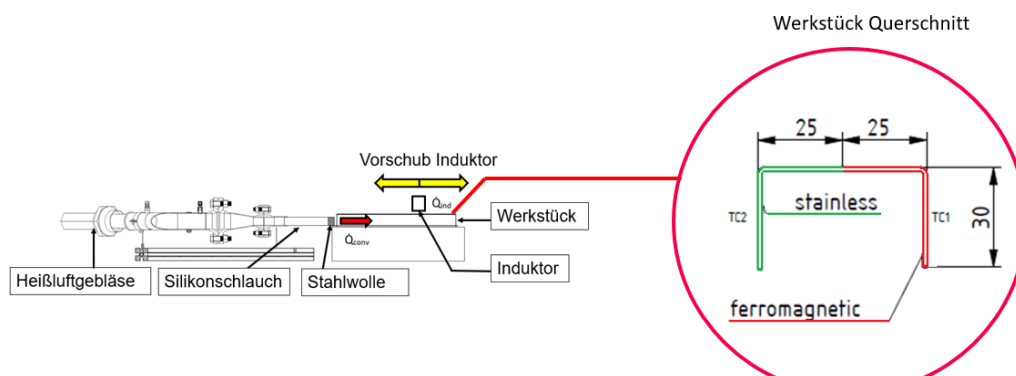 Werkstück Querschnitt
25
25
Vorschub Induktor
Q̇ind
stainless
TC2
TC1
30
Werkstück
Q̇conv
Heißluftgebläse
Silikonschlauch
Stahlwolle
Induktor
ferromagnetic